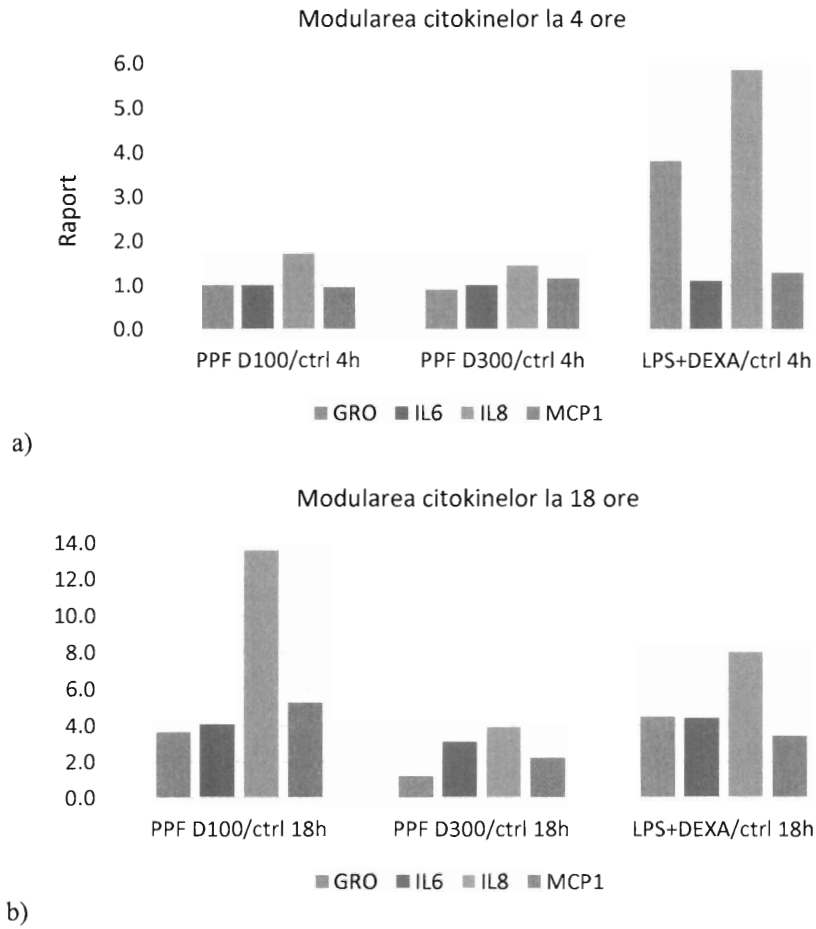 Modularea citokinelor la 4 ore
6.0
5.0
4.0
3.0
2.0
1.0
0.0
Raport
PPF D100/ctrl 4h PPF D300/ctrl 4h LPS+DEXA/ctrl 4h
GRO IL6 IL8 MCP1
a)
Modularea citokinelor la 18 ore
14.0
12.0
10.0
8.0
6.0
4.0
2.0
0.0
PPF D100/ctrl 18h PPF D300/ctrl 18h LPS+DEXA/ctrl 18h
GRO IL6 IL8 MCP1
b)